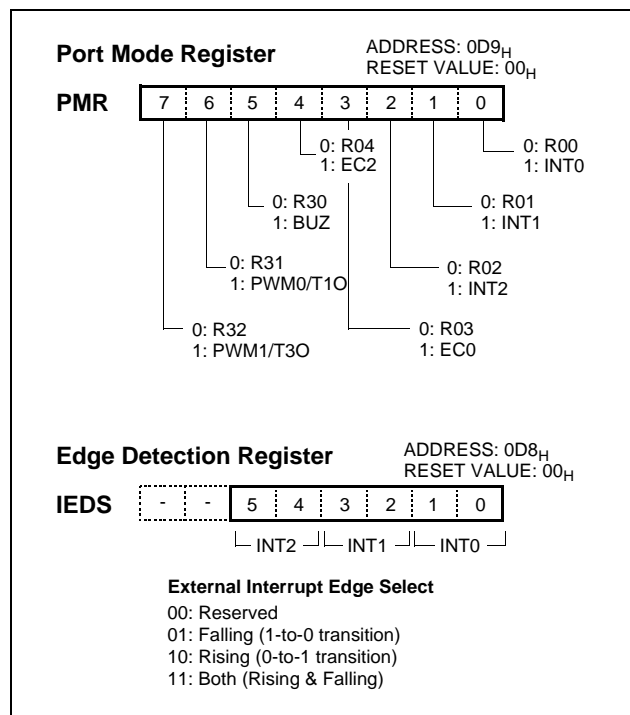 Port Mode Register
ADDRESS: 0D9H
RESET VALUE: 00H
PMR 7 6 5 4 3 2 1 0
0: R04
1: EC2
0: R00
1: INT0
0: R30
1: BUZ
0: R01
1: INT1
0: R31
1: PWM0/T1O
0: R02
1: INT2
0: R32
1: PWM1/T3O
0: R03
1: EC0
Edge Detection Register
ADDRESS: 0D8H
RESET VALUE: 00H
IEDS - - 5 4 3 2 1 0
INT2 INT1 INT0
External Interrupt Edge Select
00: Reserved
01: Falling (1-to-0 transition)
10: Rising (0-to-1 transition)
11: Both (Rising & Falling)